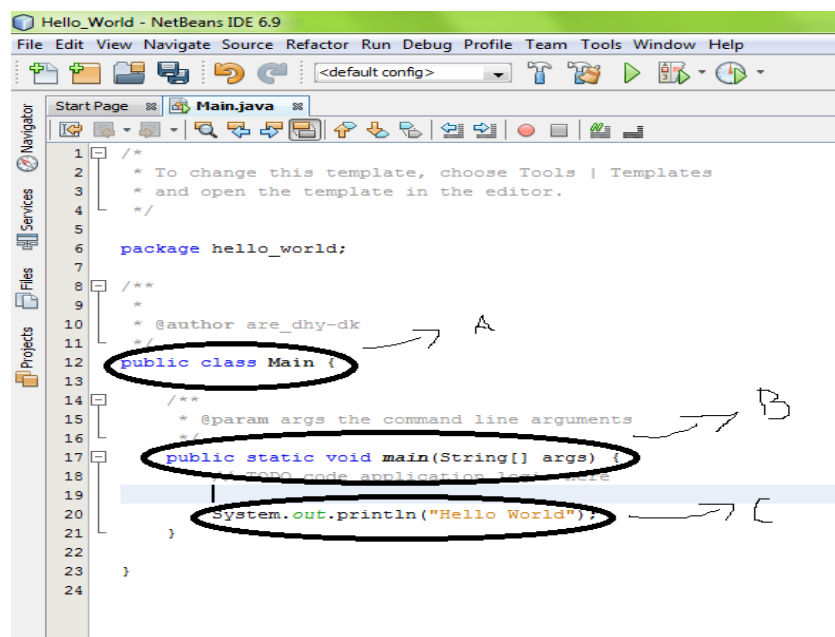 Hello_World - NetBeans IDE 6.9
File Edit View Navigate Source Refactor Run Debug Profile Team Tools Window Help
<default config>
Start Page Main.java
Navigator
Services
Files
Projects
1 /*
2 * To change this template, choose Tools | Templates
3 * and open the template in the editor.
4 */
5
6 package hello_world;
7
8 /**
9 *
10 * @author are_dhy-dk
A
11 */
12 public class Main {
13
14 /**
15 * @param args the command line arguments
B
16 */
17 public static void main(String[] args) {
18 // TODO code application logic here
19
20 System.out.println("Hello World");
C
21 }
22
23 }
24